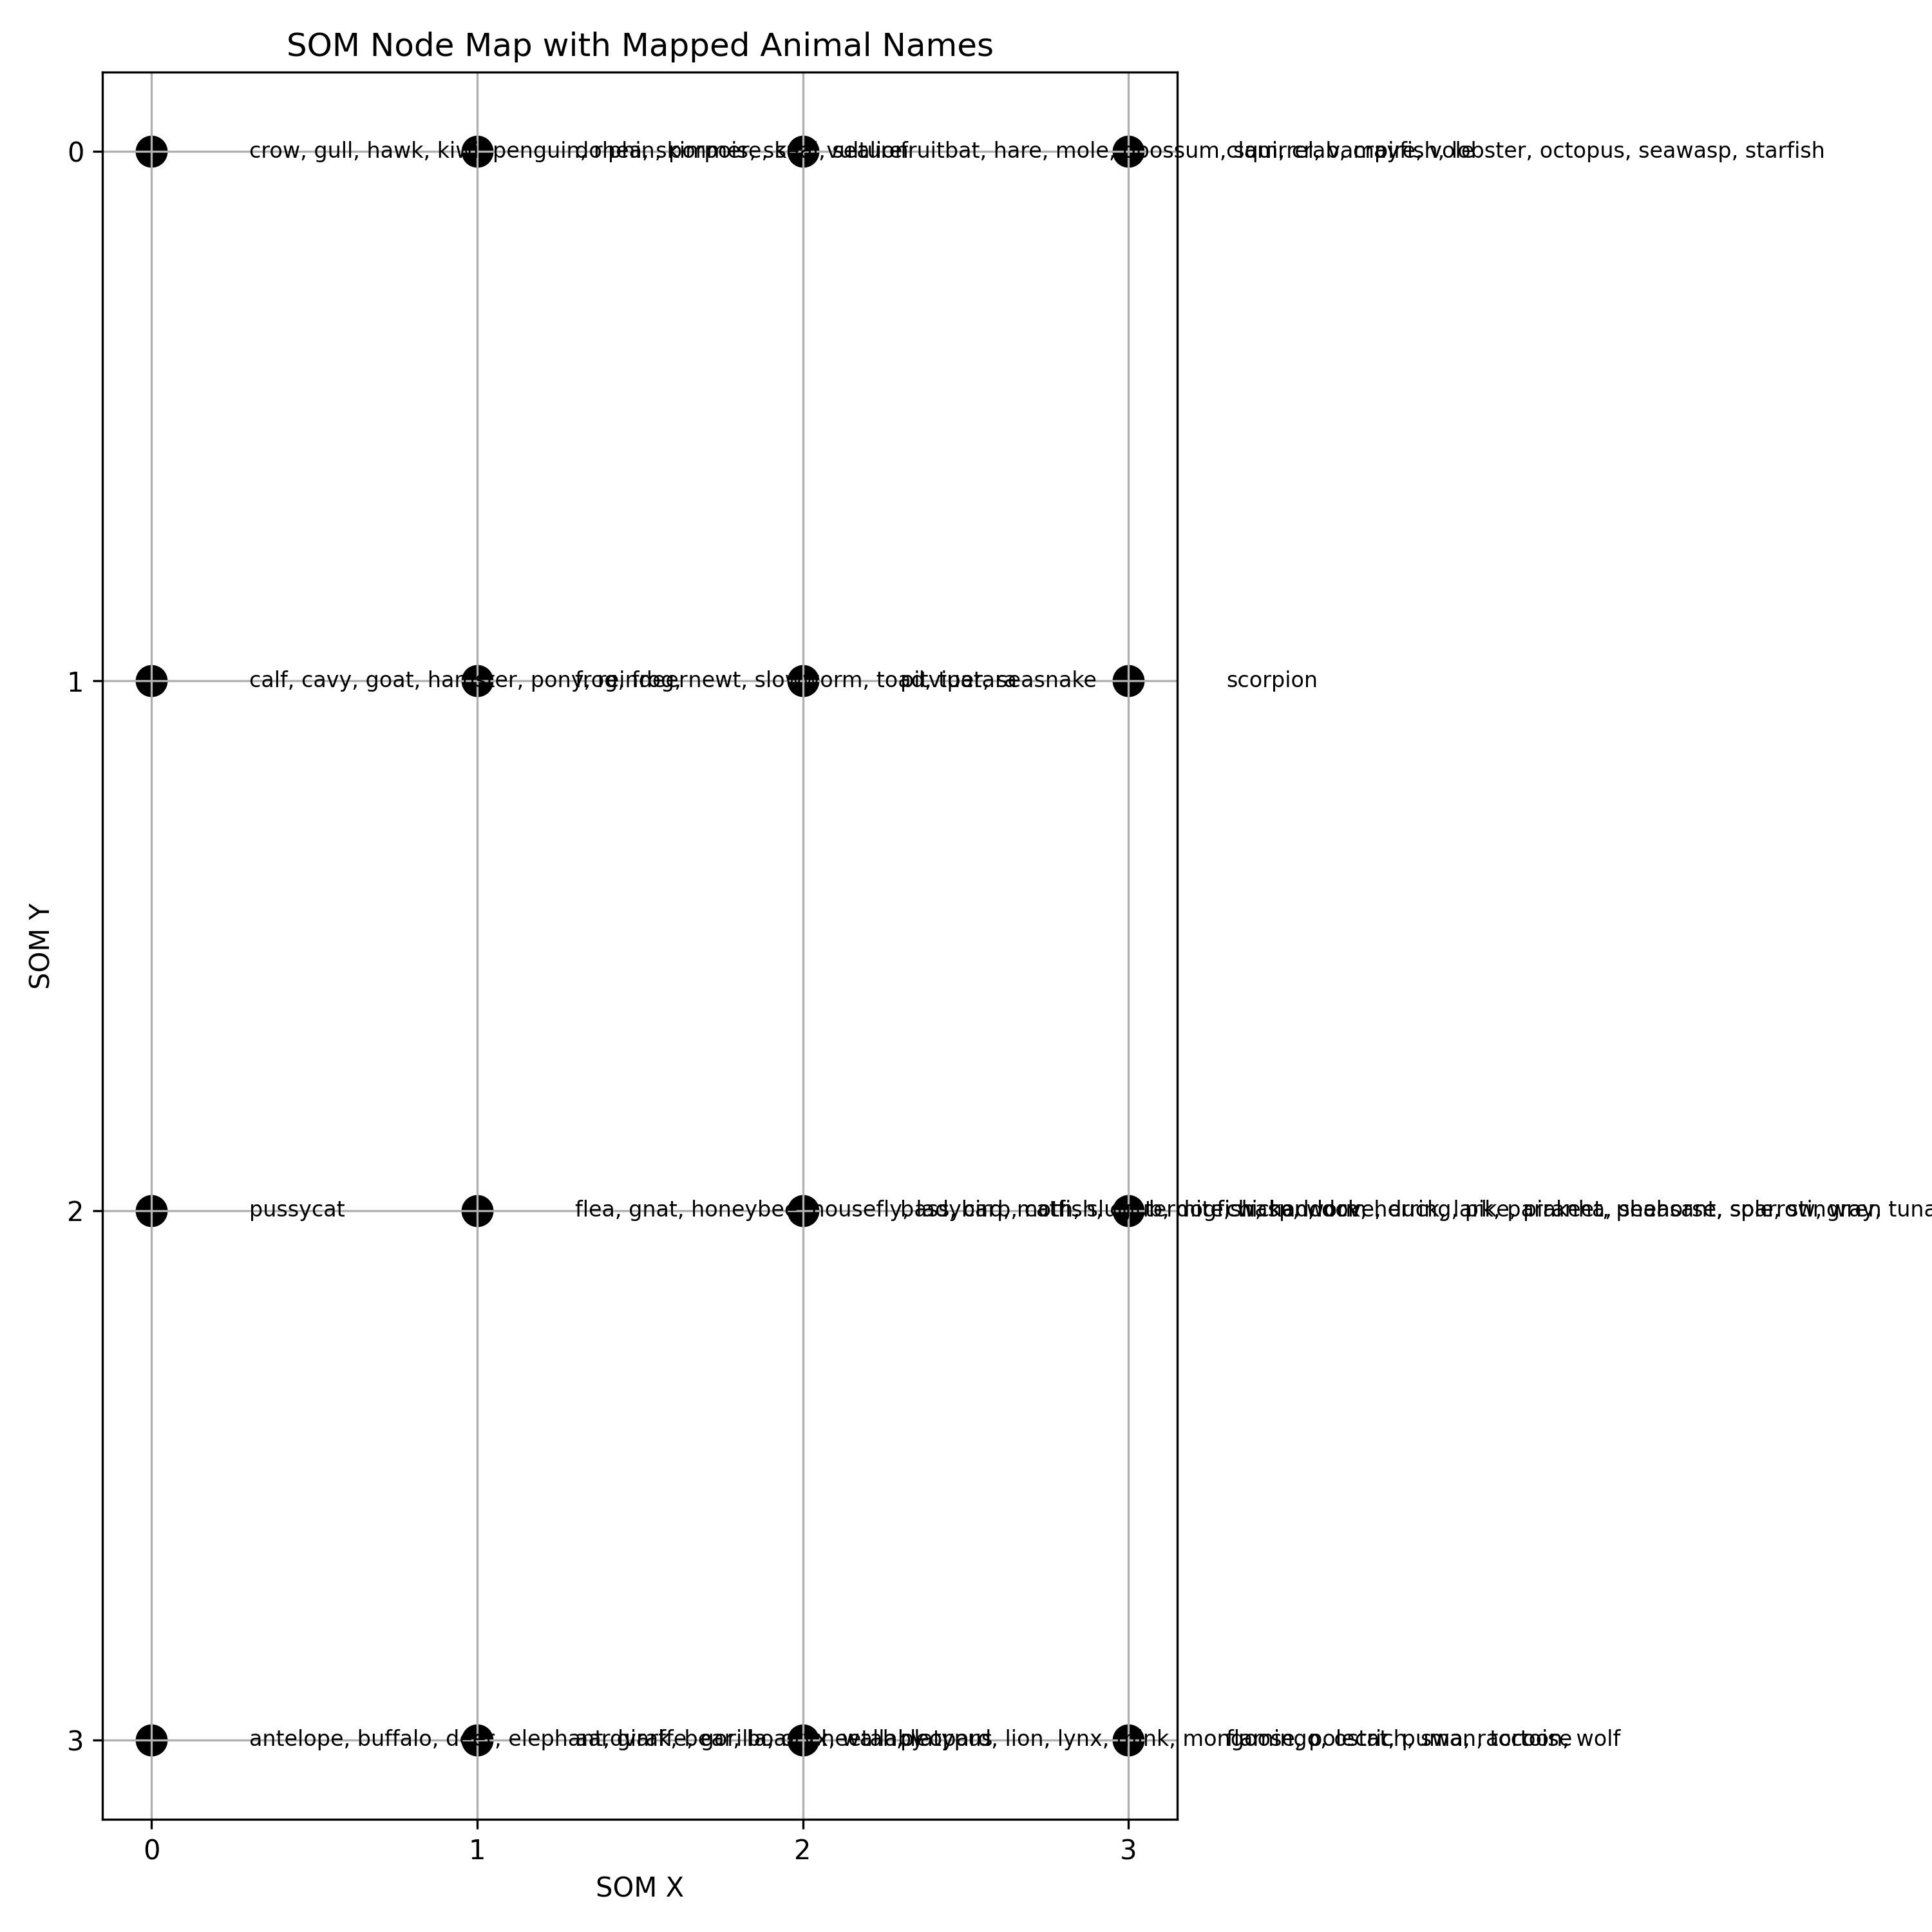 SOM Node Map with Mapped Animal Names
0
crow, gull, hawk, kiwi, penguin, rhea, skimmer, skua, vulture
dolphin, porpoise, seal, sealion
fruitbat, hare, mole, opossum, squirrel, vampire, vole
clam, crab, crayfish, lobster, octopus, seawasp, starfish
1
calf, cavy, goat, hamster, pony, reindeer
frog, frog, newt, slowworm, toad, tuatara
pitviper, seasnake
scorpion
2
pussycat
flea, gnat, honeybee, housefly, ladybird, moth, slug, termite, wasp, worm
bass, carp, catfish, chub, dogfish, haddock, herring, pike, piranha, seahorse, sole, stingray, tuna
chicken, dove, duck, lark, parakeet, pheasant, sparrow, wren
3
antelope, buffalo, deer, elephant, giraffe, gorilla, oryx, wallaby
aardvark, bear, boar, cheetah, leopard, lion, lynx, mink, mongoose, polecat, puma, raccoon, wolf
platypus
flamingo, ostrich, swan, tortoise
0 1 2 3
SOM X
SOM Y